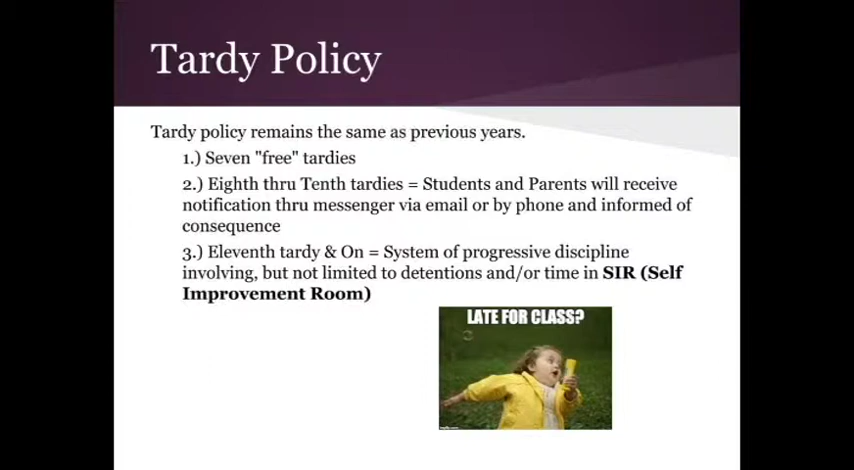 Tardy Policy
Tardy policy remains the same as previous years.
1.) Seven "free" tardies
2.) Eighth thru Tenth tardies = Students and Parents will receive
notification thru messenger via email or by phone and informed of
consequence
3.) Eleventh tardy & On = System of progressive discipline
involving, but not limited to detentions and/or time in SIR (Self
Improvement Room)
LATE FOR CLASS?